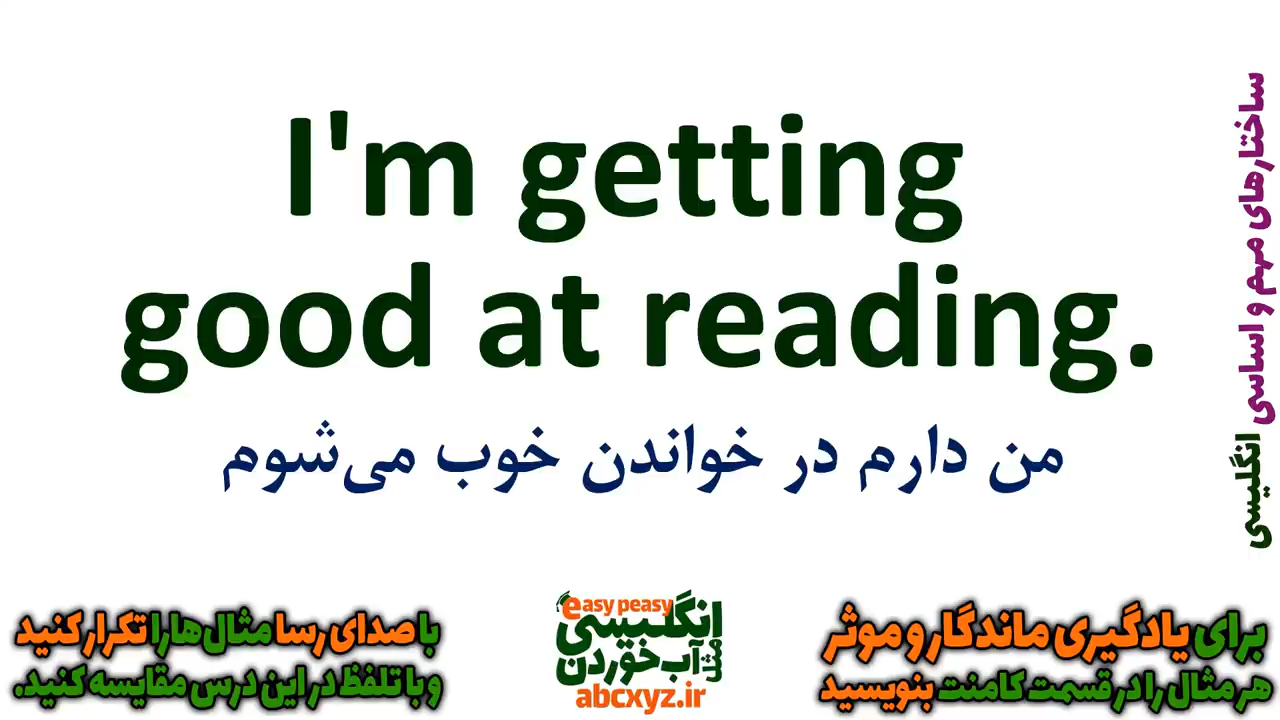 I'm getting
good at reading.
من دارم در خواندن خوب می‌شوم
ساختارهای مهم و اساسی انگلیسی
برای یادگیری ماندگار و موثر
هر مثال را در قسمت کامنت بنویسید
easy peasy
انگلیسی
مثل
آب خوردن
abcxyz.ir
با صدای رسا مثال‌ها را تکرار کنید
و با تلفظ در این درس مقایسه کنید.